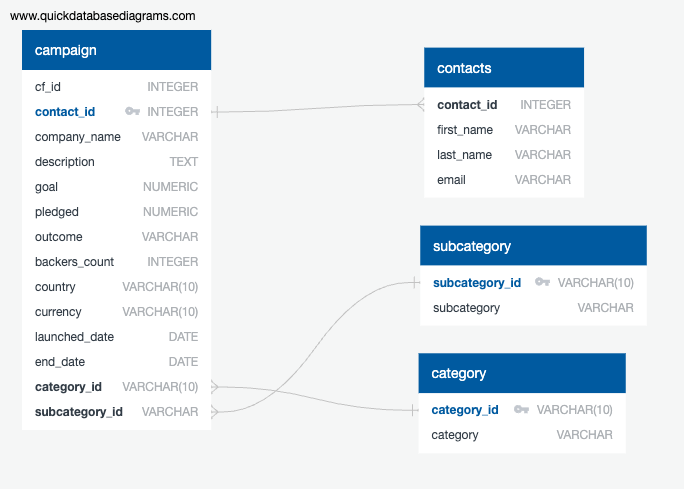 www.quickdatabasediagrams.com
campaign
cf_id INTEGER
contact_id INTEGER
company_name VARCHAR
description TEXT
goal NUMERIC
pledged NUMERIC
outcome VARCHAR
backers_count INTEGER
country VARCHAR(10)
currency VARCHAR(10)
launched_date DATE
end_date DATE
category_id VARCHAR(10)
subcategory_id VARCHAR
contacts
contact_id INTEGER
first_name VARCHAR
last_name VARCHAR
email VARCHAR
subcategory
subcategory_id VARCHAR(10)
subcategory VARCHAR
category
category_id VARCHAR(10)
category VARCHAR